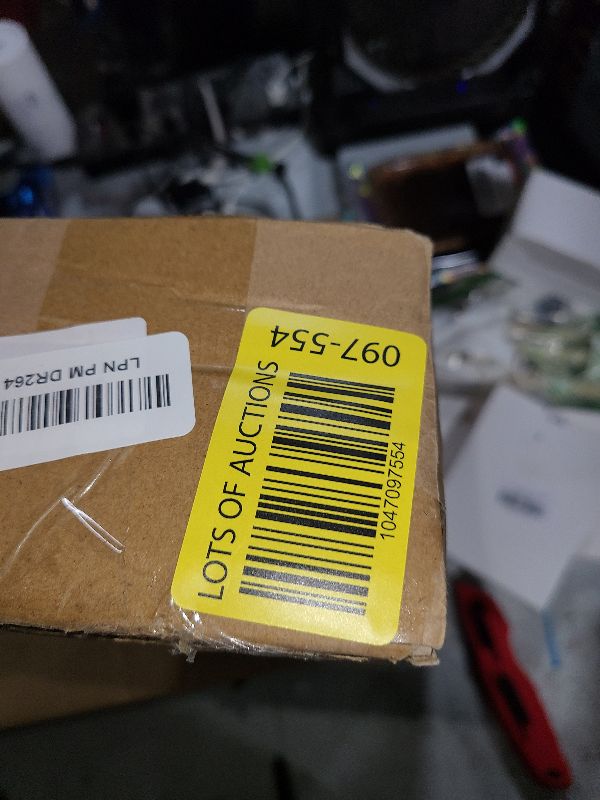 097-554
LOTS OF AUCTIONS
1047097554
LPN PM DR264